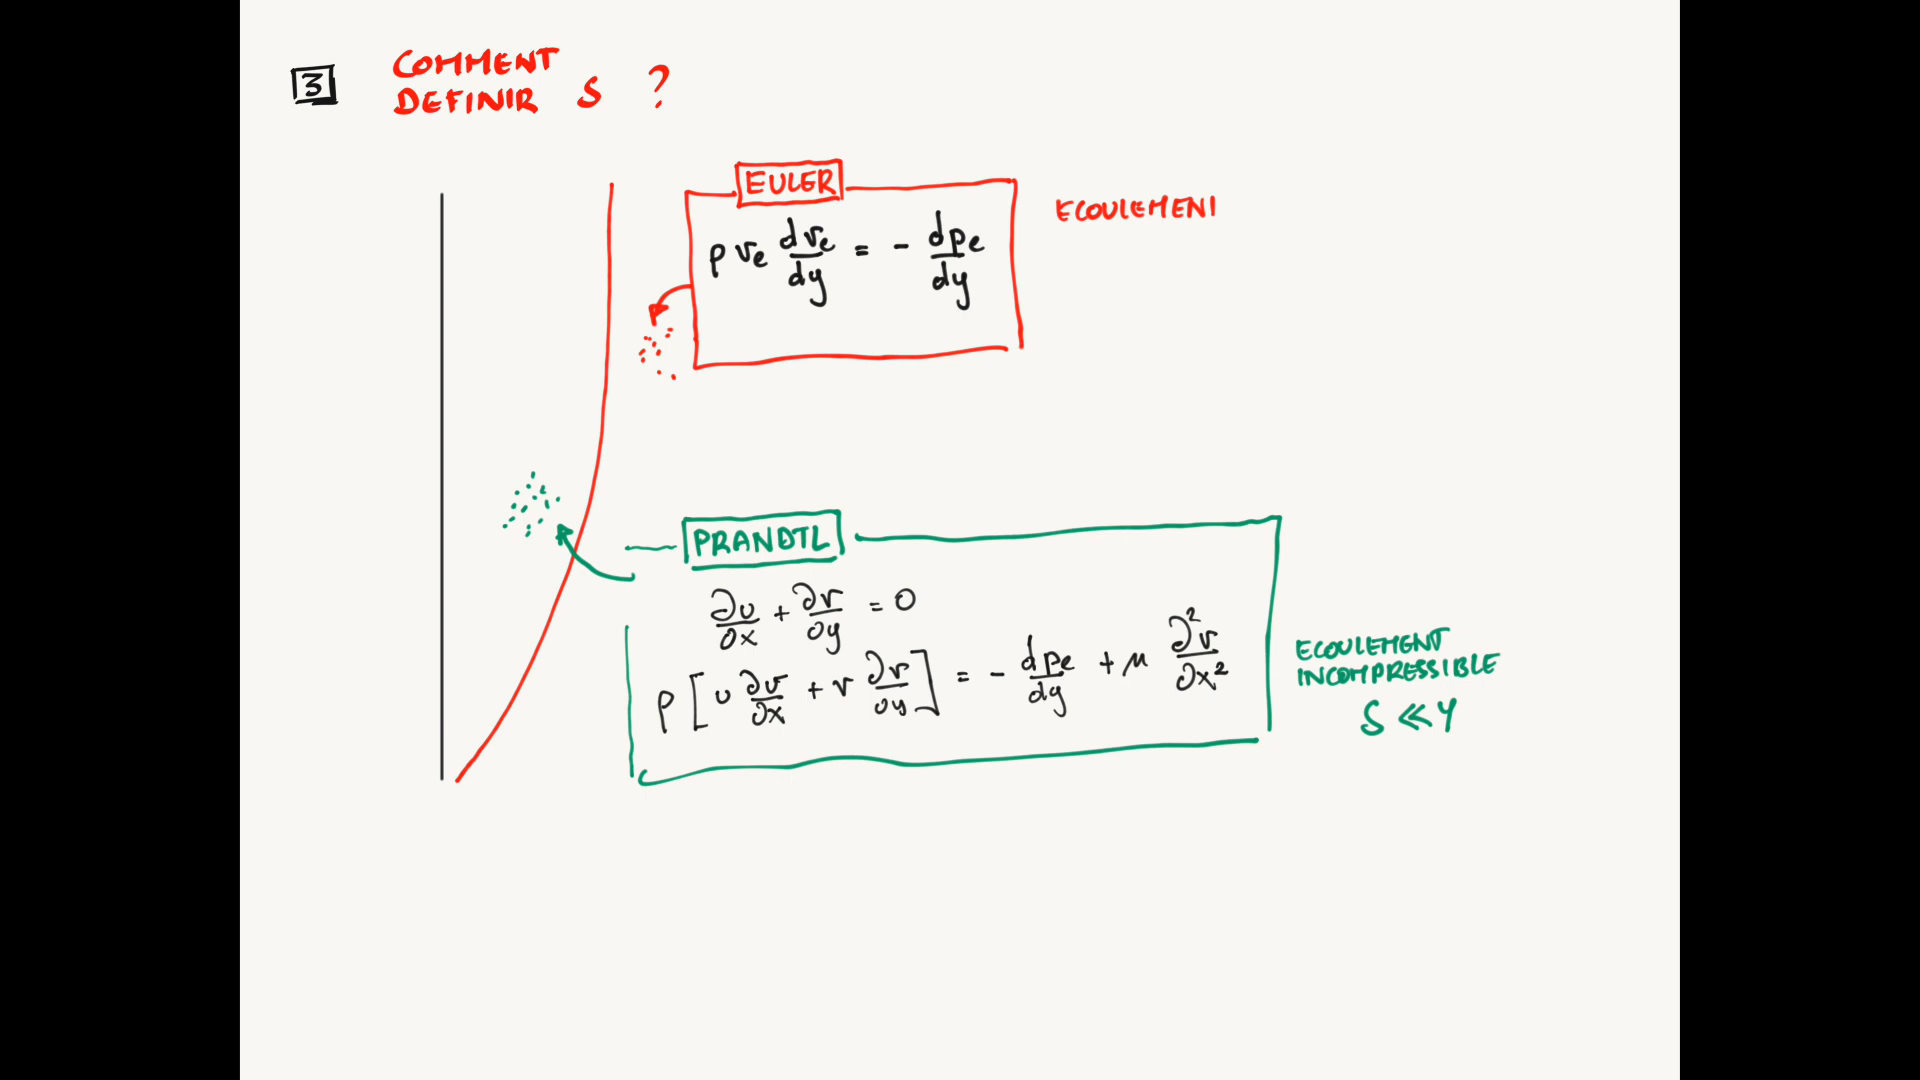 3
COMMENT
DEFINIR δ ?
EULER
ρ v_e dv_e/dy = - dp_e/dy
ECOULEMENT
PRANDTL
∂u/∂x + ∂v/∂y = 0
ρ [ u ∂v/∂x + v ∂v/∂y ] = - dp_e/dy + μ ∂²v/∂x²
ECOULEMENT
INCOMPRESSIBLE
δ << Y